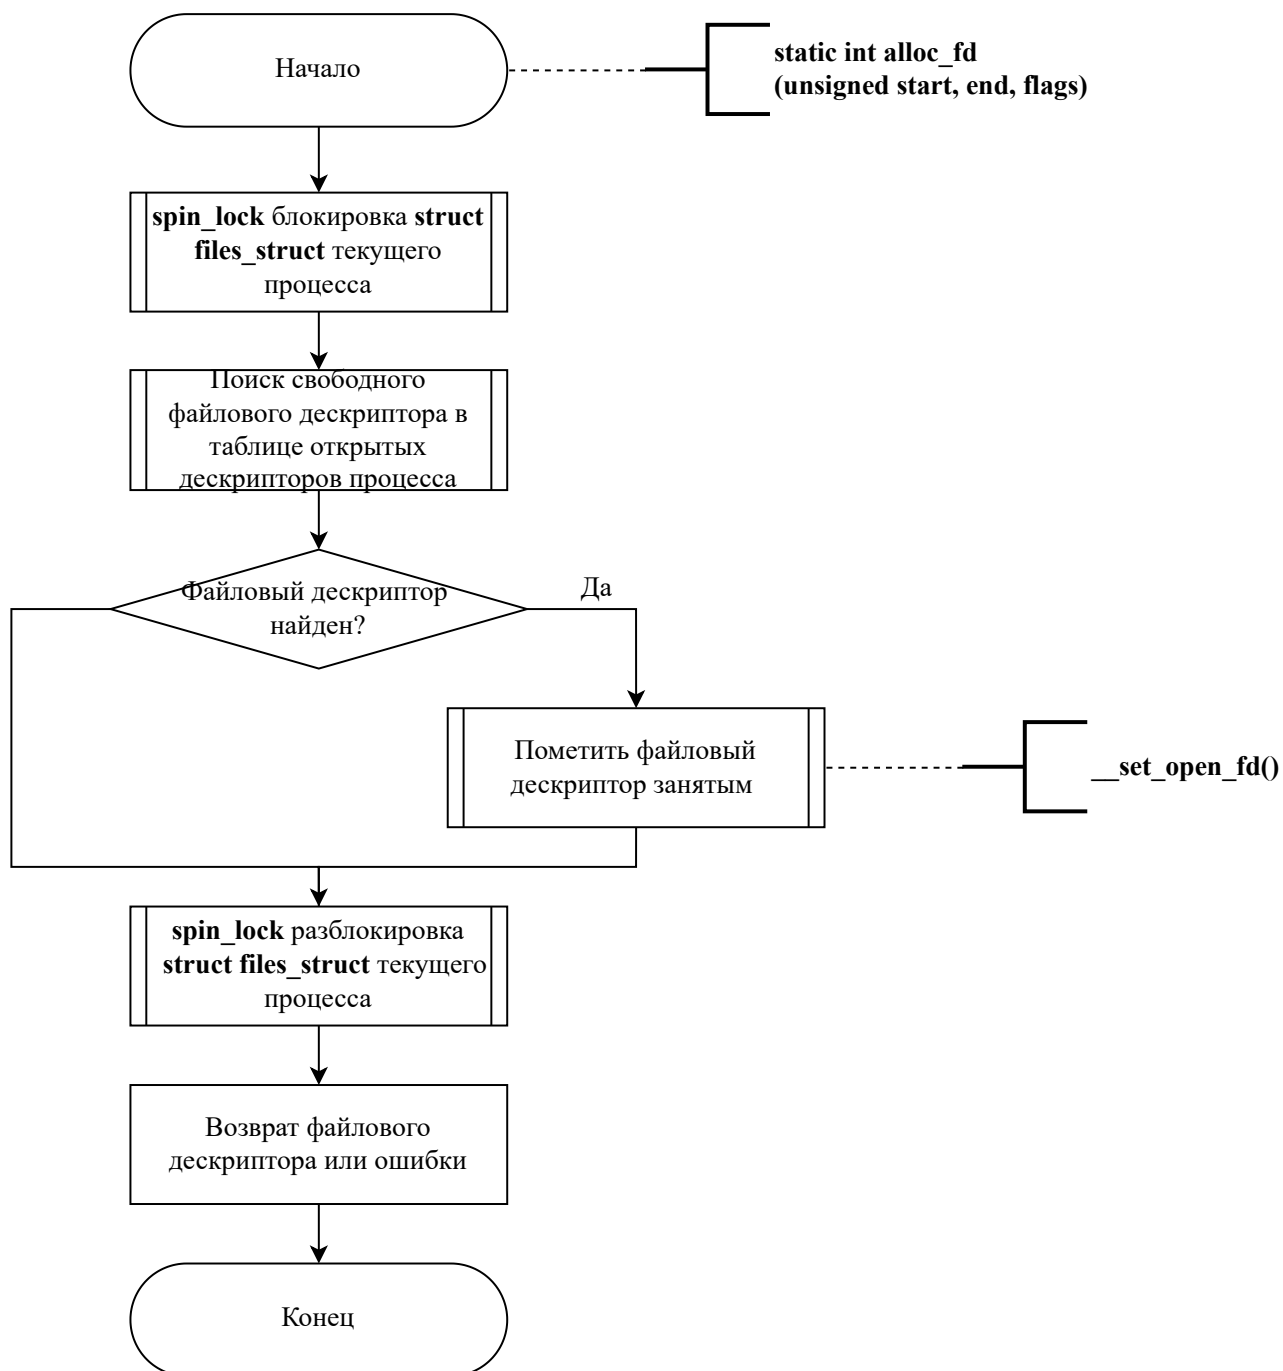 Начало
static int alloc_fd
(unsigned start, end, flags)
spin_lock блокировка struct
files_struct текущего
процесса
Поиск свободного
файлового дескриптора в
таблице открытых
дескрипторов процесса
Файловый дескриптор
найден?
Да
Пометить файловый
дескриптор занятым
__set_open_fd()
spin_lock разблокировка
struct files_struct текущего
процесса
Возврат файлового
дескриптора или ошибки
Конец